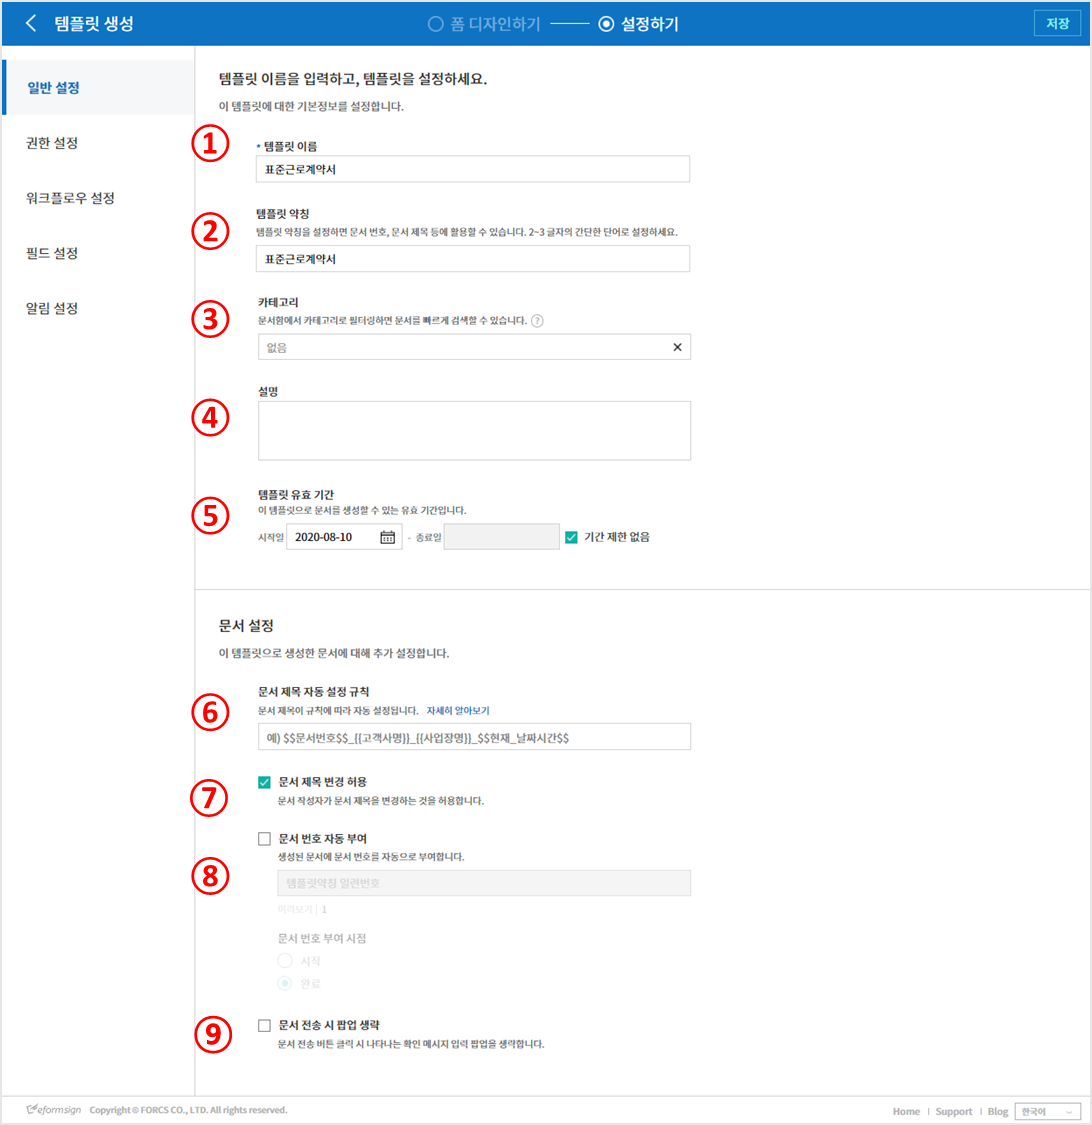 템플릿 생성
폼 디자인하기
설정하기
저장
일반 설정
권한 설정
워크플로우 설정
필드 설정
알림 설정
템플릿 이름을 입력하고, 템플릿을 설정하세요.
이 템플릿에 대한 기본정보를 설정합니다.
①
* 템플릿 이름
표준근로계약서
②
템플릿 약칭
템플릿 약칭을 설정하면 문서 번호, 문서 제목 등에 활용할 수 있습니다. 2~3 글자의 간단한 단어로 설정하세요.
표준근로계약서
③
카테고리
문서함에서 카테고리로 필터링하면 문서를 빠르게 검색할 수 있습니다. ?
없음
④
설명
⑤
템플릿 유효 기간
이 템플릿으로 문서를 생성할 수 있는 유효 기간입니다.
시작일 2020-08-10 - 종료일 기간 제한 없음
문서 설정
이 템플릿으로 생성한 문서에 대해 추가 설정합니다.
⑥
문서 제목 자동 설정 규칙
문서 제목이 규칙에 따라 자동 설정됩니다. 자세히 알아보기
예) $$문서번호$$_{{고객사명}}_{{사업장명}}_$$현재_날짜시간$$
⑦
문서 제목 변경 허용
문서 작성자가 문서 제목을 변경하는 것을 허용합니다.
⑧
문서 번호 자동 부여
생성된 문서에 문서 번호를 자동으로 부여합니다.
템플릿약칭 일련번호
미리보기 | 1
문서 번호 부여 시점
시작
완료
⑨
문서 전송 시 팝업 생략
문서 전송 버튼 클릭 시 나타나는 확인 메시지 입력 팝업을 생략합니다.
eformsign Copyright © FORCS CO., LTD. All rights reserved.
Home | Support | Blog 한국어